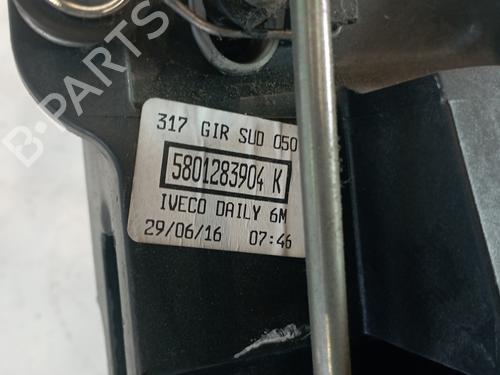 B-PARTS
317 GIR SUD 050
5801283904 K
IVECO DAILY 6M
29/06/16 07:46